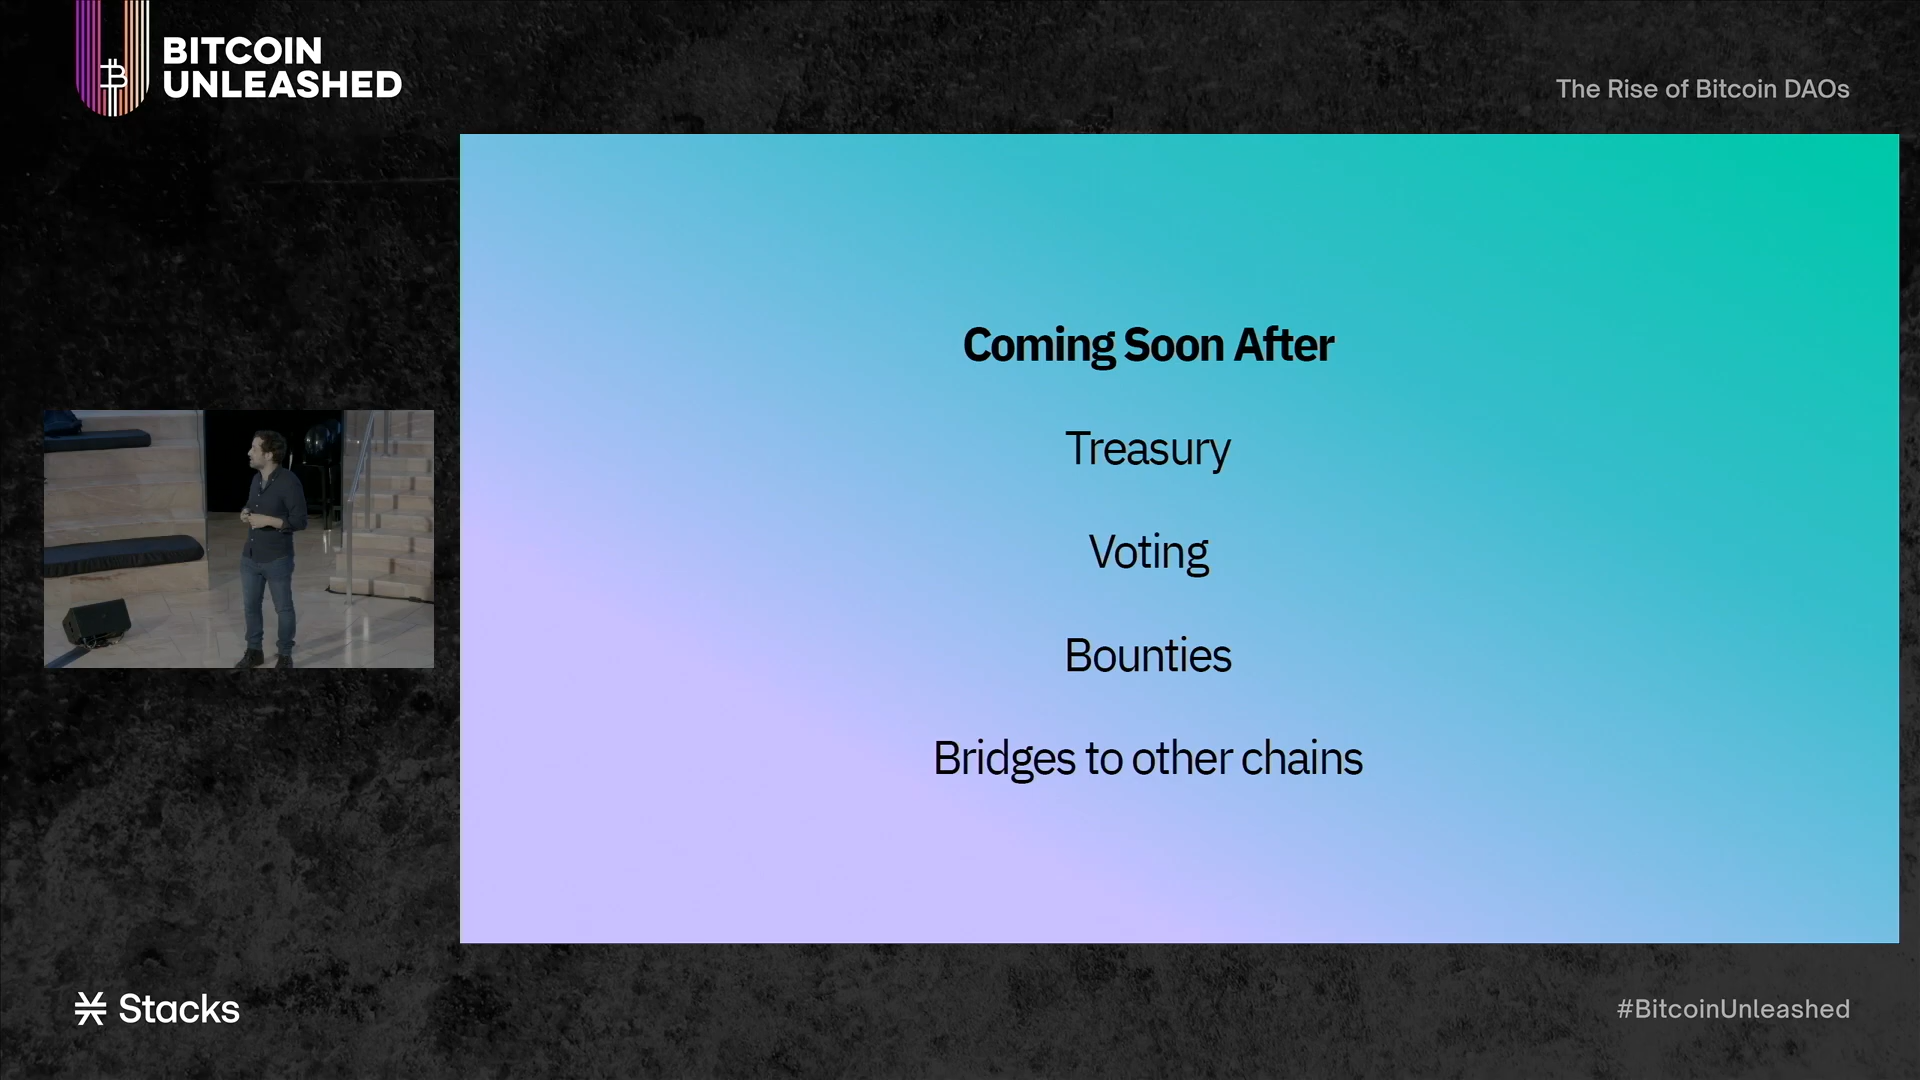 BITCOIN
UNLEASHED
The Rise of Bitcoin DAOs
Coming Soon After
Treasury
Voting
Bounties
Bridges to other chains
Stacks
#BitcoinUnleashed